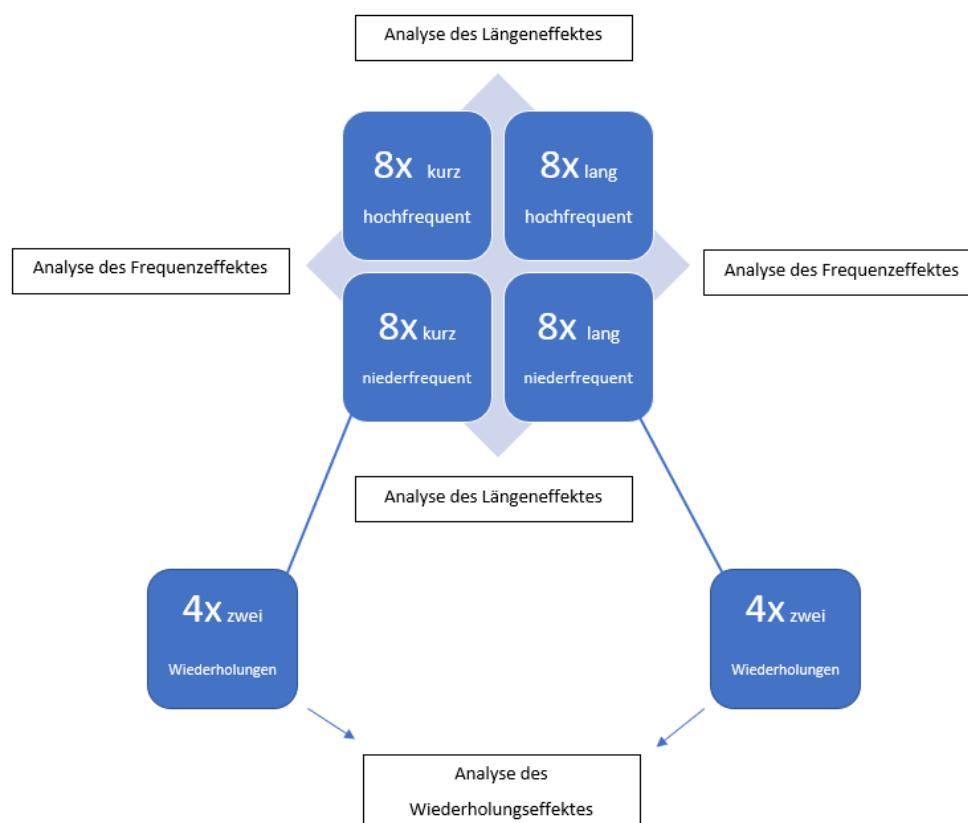 Analyse des Längeneffektes
8x kurz
hochfrequent
8x lang
hochfrequent
Analyse des Frequenzeffektes
Analyse des Frequenzeffektes
8x kurz
niederfrequent
8x lang
niederfrequent
Analyse des Längeneffektes
4x zwei
Wiederholungen
4x zwei
Wiederholungen
Analyse des
Wiederholungseffektes